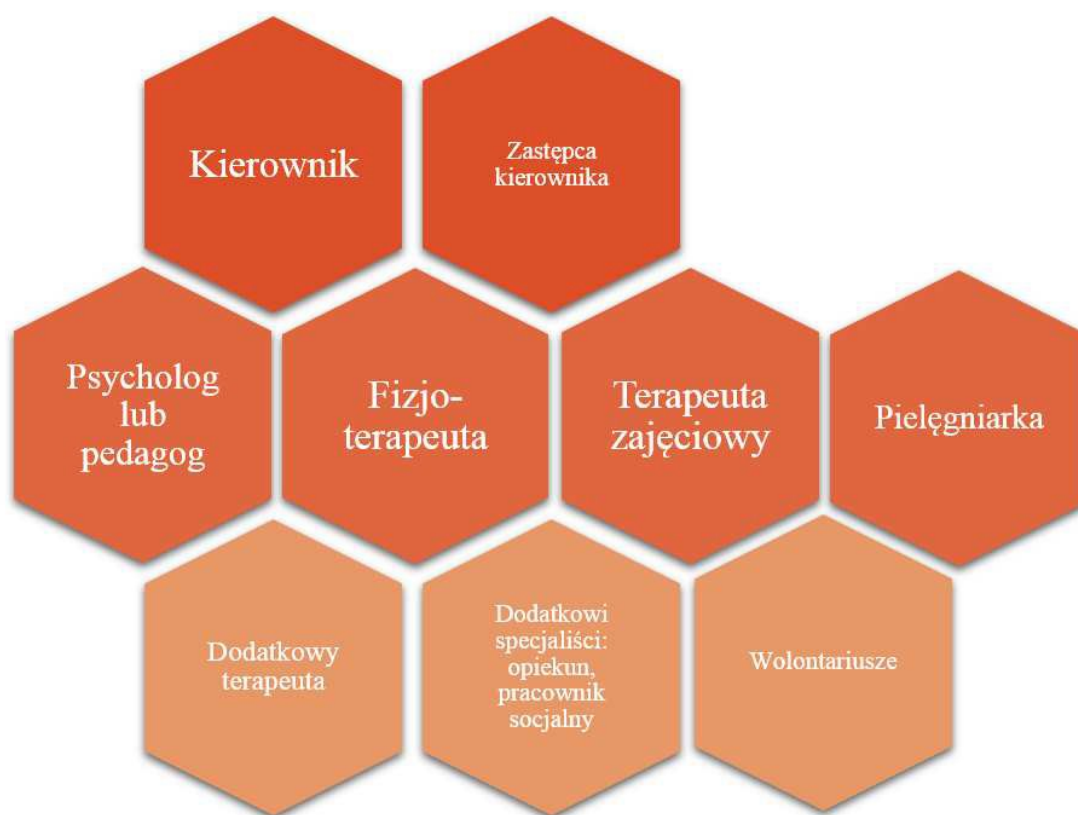 Kierownik
Zastępca
kierownika
Psycholog
lub
pedagog
Fizjo-
terapeuta
Terapeuta
zajęciowy
Pielęgniarka
Dodatkowy
terapeuta
Dodatkowi
specjaliści:
opiekun,
pracownik
socjalny
Wolontariusze